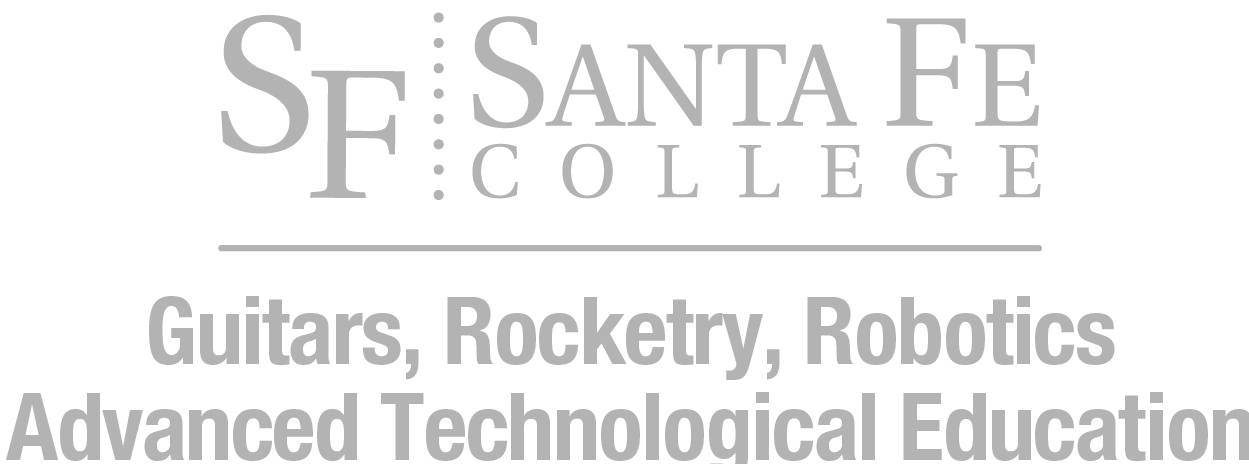 SF
SANTA FE
COLLEGE
Guitars, Rocketry, Robotics
Advanced Technological Education